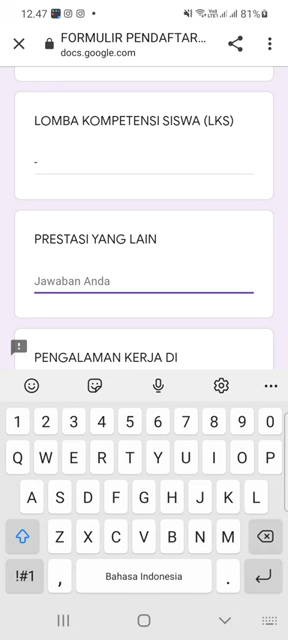 12.47
81%
FORMULIR PENDAFTAR...
docs.google.com
LOMBA KOMPETENSI SISWA (LKS)
-
PRESTASI YANG LAIN
Jawaban Anda
PENGALAMAN KERJA DI
1 2 3 4 5 6 7 8 9 0
Q W E R T Y U I O P
A S D F G H J K L
Z X C V B N M
!#1 , Bahasa Indonesia .